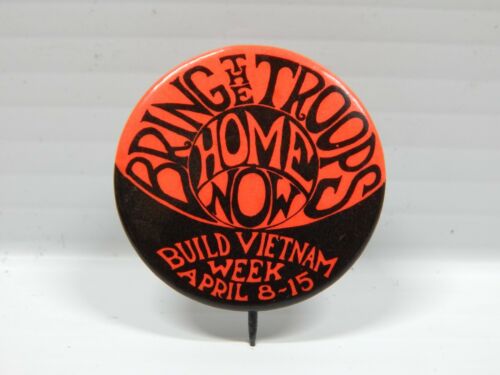 BRING THE TROOPS
HOME
NOW
BUILD VIETNAM
WEEK
APRIL 8-15